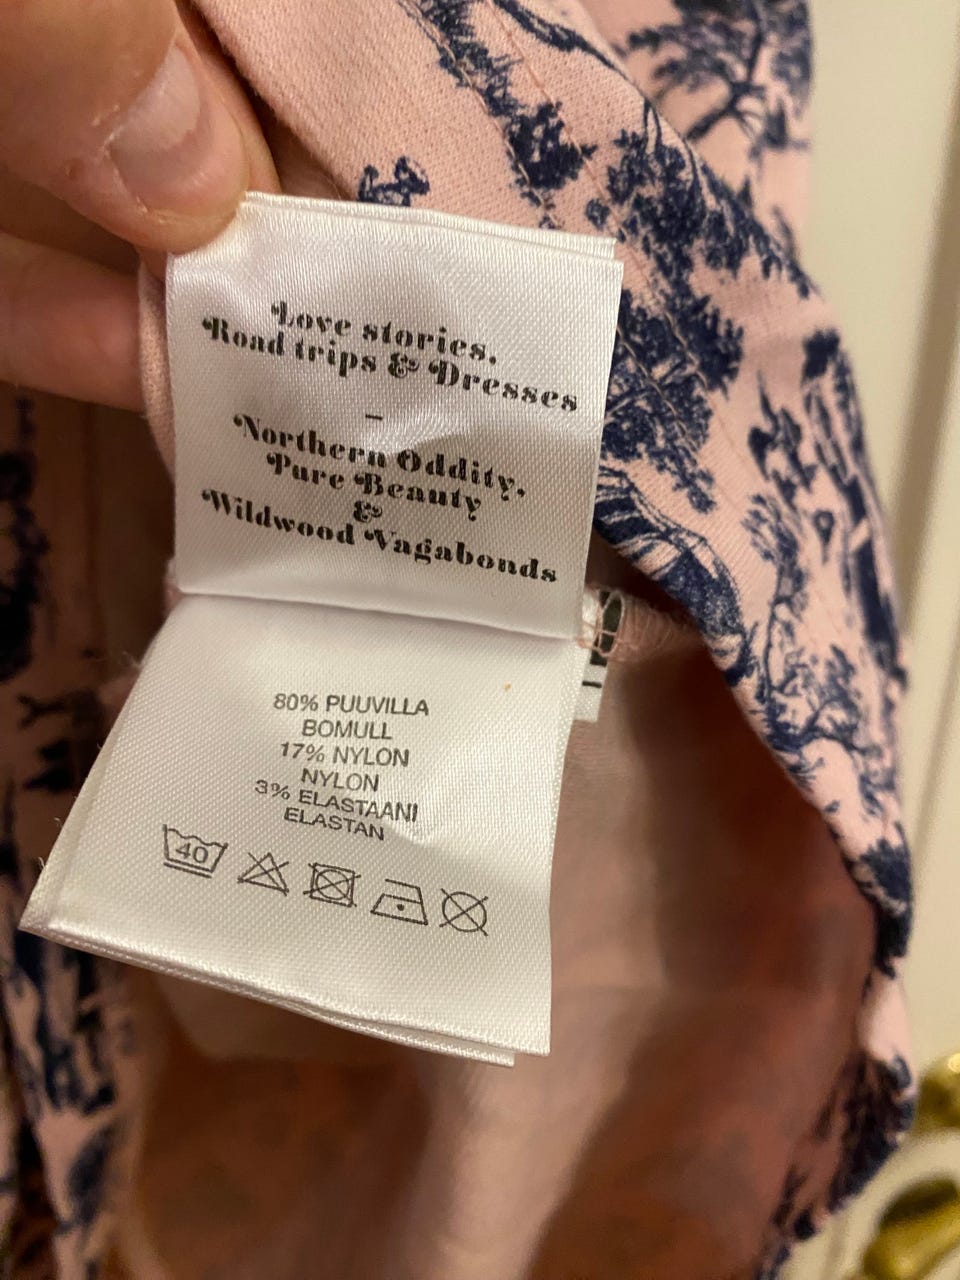 Love stories,
Road trips & Dresses
–
Northern Oddity,
Pure Beauty
&
Wildwood Vagabonds
80% PUUVILLA
BOMULL
17% NYLON
NYLON
3% ELASTAANI
ELASTAN
40